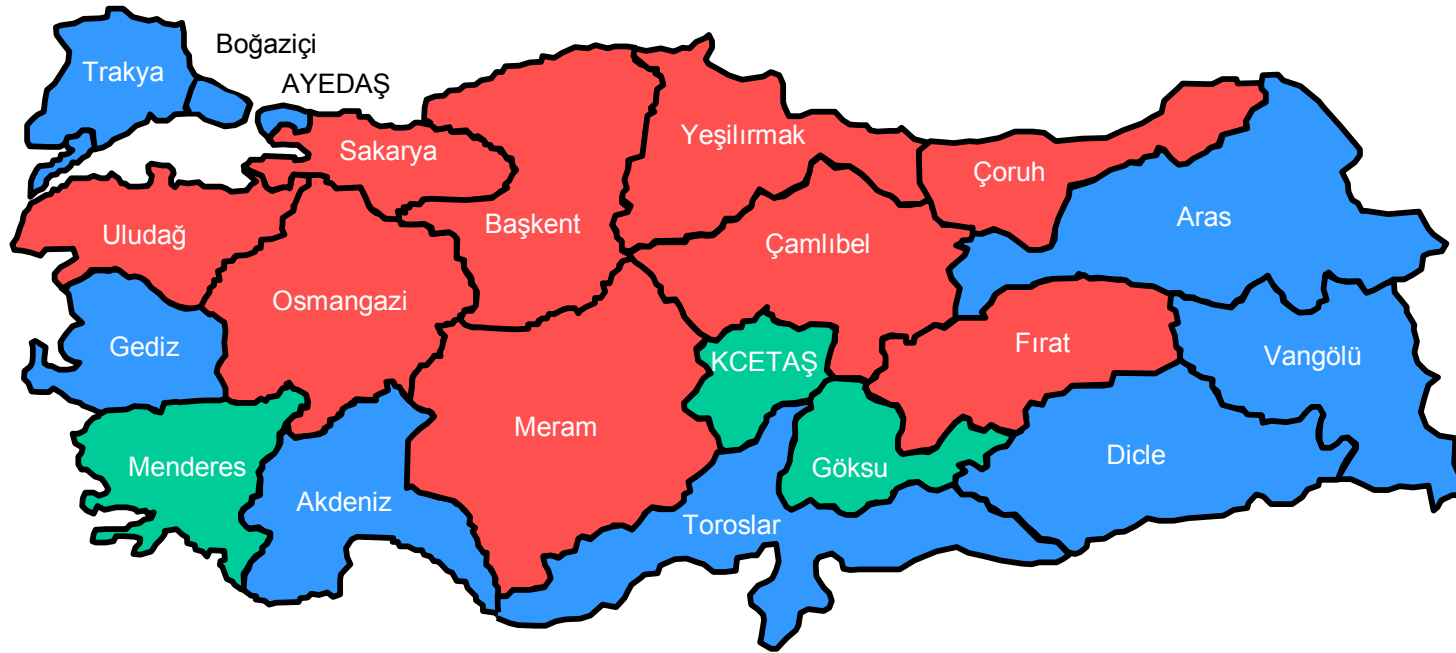 Boğaziçi
Trakya
AYEDAŞ
Sakarya
Yeşilırmak
Çoruh
Aras
Uludağ
Başkent
Çamlıbel
Osmangazi
Gediz
KCETAŞ
Fırat
Vangölü
Meram
Menderes
Göksu
Dicle
Akdeniz
Toroslar